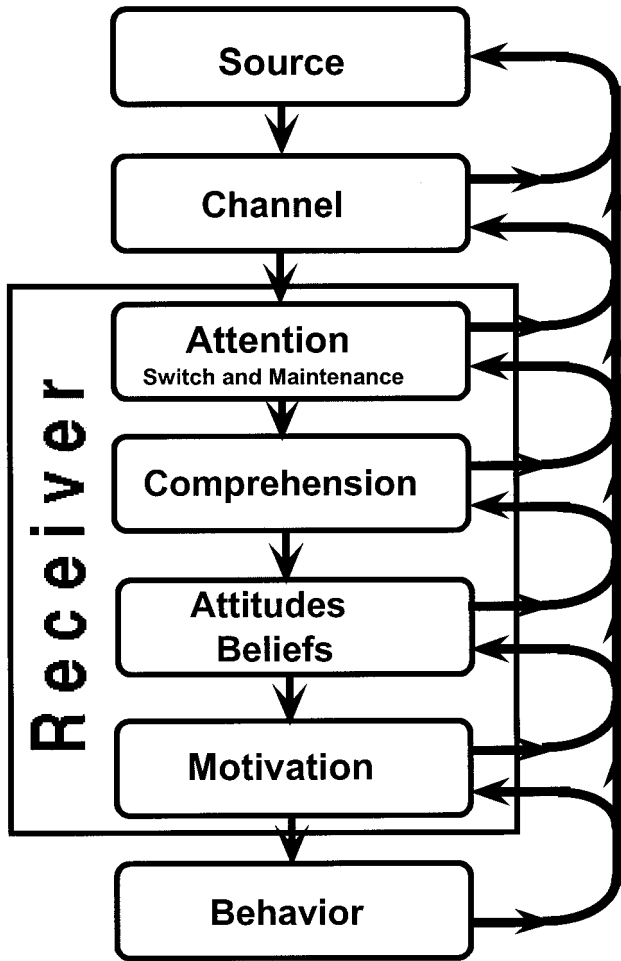 Source
Channel
Receiver
Attention
Switch and Maintenance
Comprehension
Attitudes
Beliefs
Motivation
Behavior